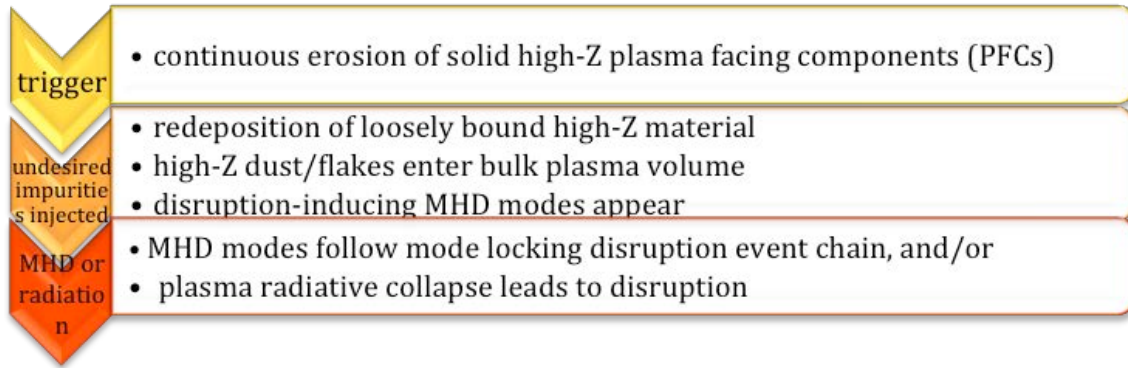 trigger
• continuous erosion of solid high-Z plasma facing components (PFCs)
undesired
impuritie
s injected
• redeposition of loosely bound high-Z material
• high-Z dust/flakes enter bulk plasma volume
• disruption-inducing MHD modes appear
MHD or
radiatio
n
• MHD modes follow mode locking disruption event chain, and/or
• plasma radiative collapse leads to disruption